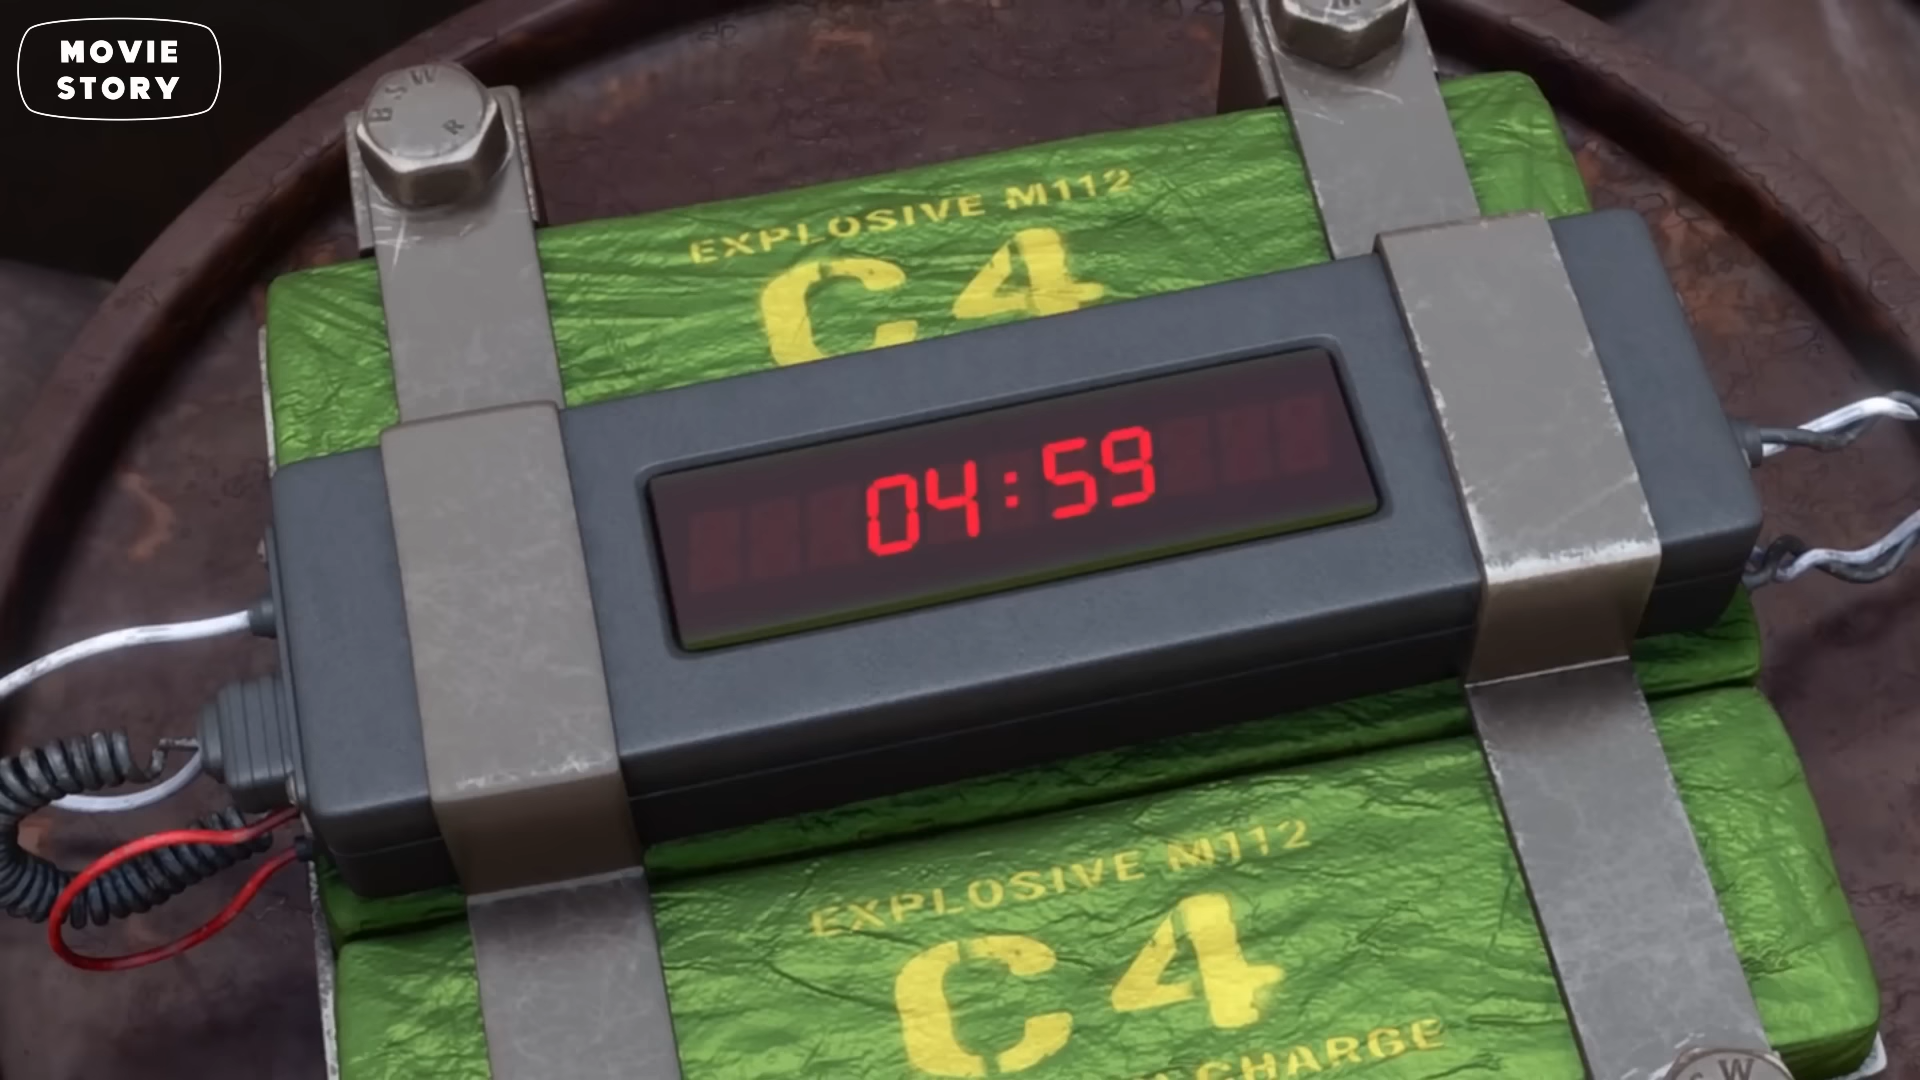 MOVIE
STORY
B S W
R
EXPLOSIVE M112
C4
04:59
EXPLOSIVE M112
C4
CHARGE
S W